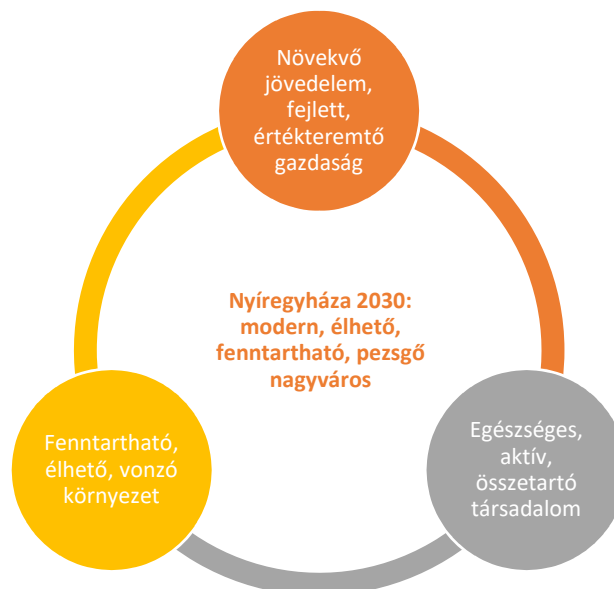 Növekvő
jövedelem,
fejlett,
értékteremtő
gazdaság
Nyíregyháza 2030:
modern, élhető,
fenntartható, pezsgő
nagyváros
Fenntartható,
élhető, vonzó
környezet
Egészséges,
aktív,
összetartó
társadalom